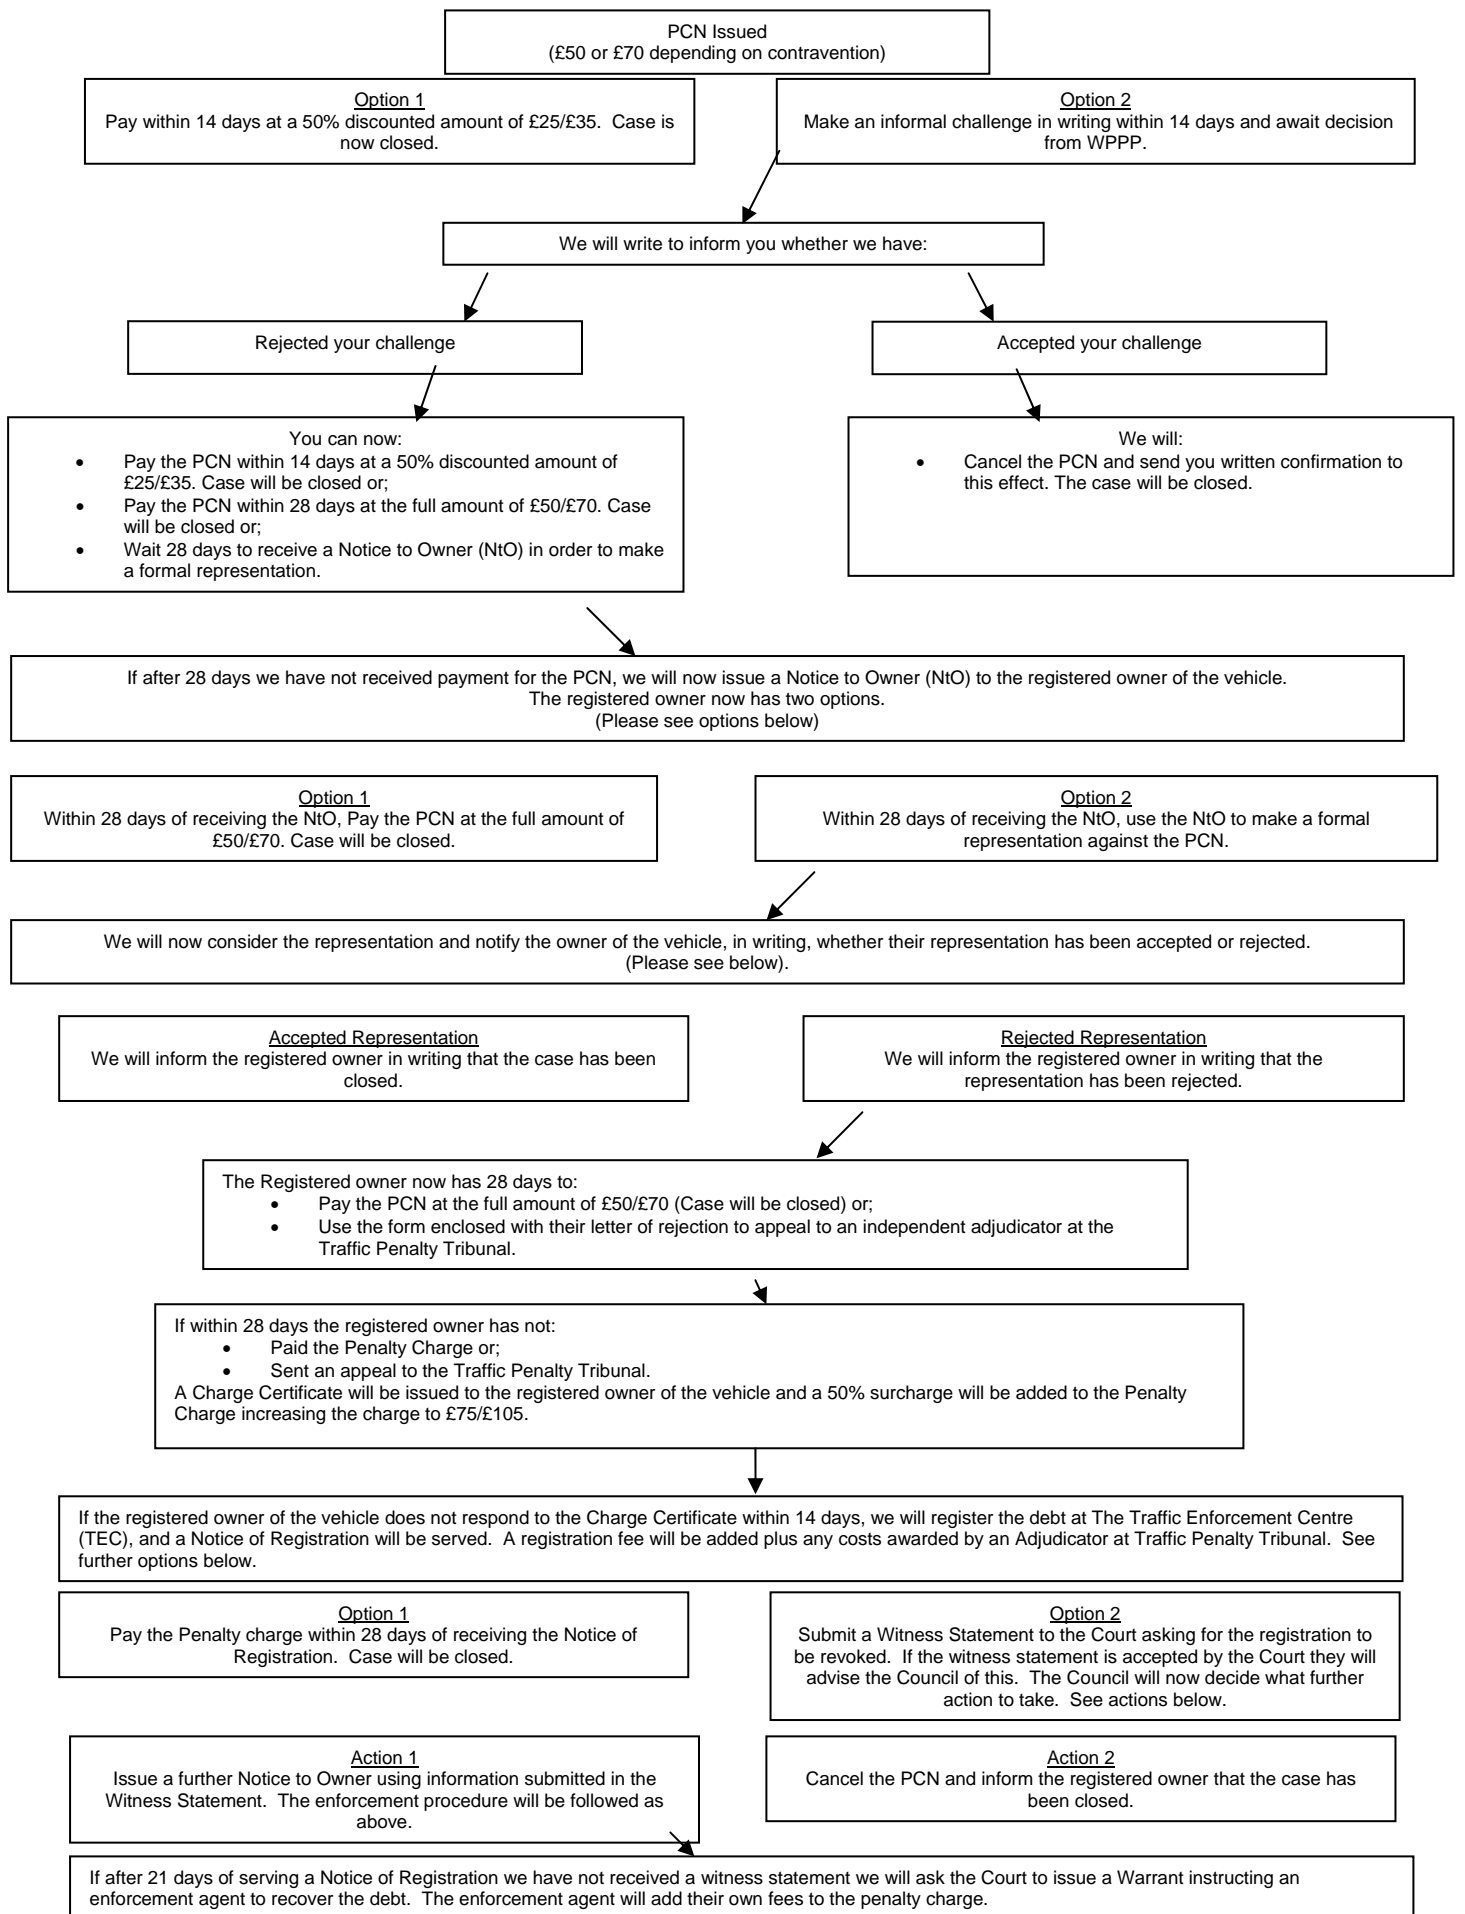 PCN Issued
(£50 or £70 depending on contravention)
Option 1
Pay within 14 days at a 50% discounted amount of £25/£35. Case is
now closed.
Option 2
Make an informal challenge in writing within 14 days and await decision
from WPPP.
We will write to inform you whether we have:
Rejected your challenge
Accepted your challenge
You can now:
• Pay the PCN within 14 days at a 50% discounted amount of
£25/£35. Case will be closed or;
• Pay the PCN within 28 days at the full amount of £50/£70. Case
will be closed or;
• Wait 28 days to receive a Notice to Owner (NtO) in order to make
a formal representation.
We will:
• Cancel the PCN and send you written confirmation to
this effect. The case will be closed.
If after 28 days we have not received payment for the PCN, we will now issue a Notice to Owner (NtO) to the registered owner of the vehicle.
The registered owner now has two options.
(Please see options below)
Option 1
Within 28 days of receiving the NtO, Pay the PCN at the full amount of
£50/£70. Case will be closed.
Option 2
Within 28 days of receiving the NtO, use the NtO to make a formal
representation against the PCN.
We will now consider the representation and notify the owner of the vehicle, in writing, whether their representation has been accepted or rejected.
(Please see below).
Accepted Representation
We will inform the registered owner in writing that the case has been
closed.
Rejected Representation
We will inform the registered owner in writing that the
representation has been rejected.
The Registered owner now has 28 days to:
• Pay the PCN at the full amount of £50/£70 (Case will be closed) or;
• Use the form enclosed with their letter of rejection to appeal to an independent adjudicator at the
Traffic Penalty Tribunal.
If within 28 days the registered owner has not:
• Paid the Penalty Charge or;
• Sent an appeal to the Traffic Penalty Tribunal.
A Charge Certificate will be issued to the registered owner of the vehicle and a 50% surcharge will be added to the Penalty
Charge increasing the charge to £75/£105.
If the registered owner of the vehicle does not respond to the Charge Certificate within 14 days, we will register the debt at The Traffic Enforcement Centre
(TEC), and a Notice of Registration will be served. A registration fee will be added plus any costs awarded by an Adjudicator at Traffic Penalty Tribunal. See
further options below.
Option 1
Pay the Penalty charge within 28 days of receiving the Notice of
Registration. Case will be closed.
Option 2
Submit a Witness Statement to the Court asking for the registration to
be revoked. If the witness statement is accepted by the Court they will
advise the Council of this. The Council will now decide what further
action to take. See actions below.
Action 1
Issue a further Notice to Owner using information submitted in the
Witness Statement. The enforcement procedure will be followed as
above.
Action 2
Cancel the PCN and inform the registered owner that the case has
been closed.
If after 21 days of serving a Notice of Registration we have not received a witness statement we will ask the Court to issue a Warrant instructing an
enforcement agent to recover the debt. The enforcement agent will add their own fees to the penalty charge.